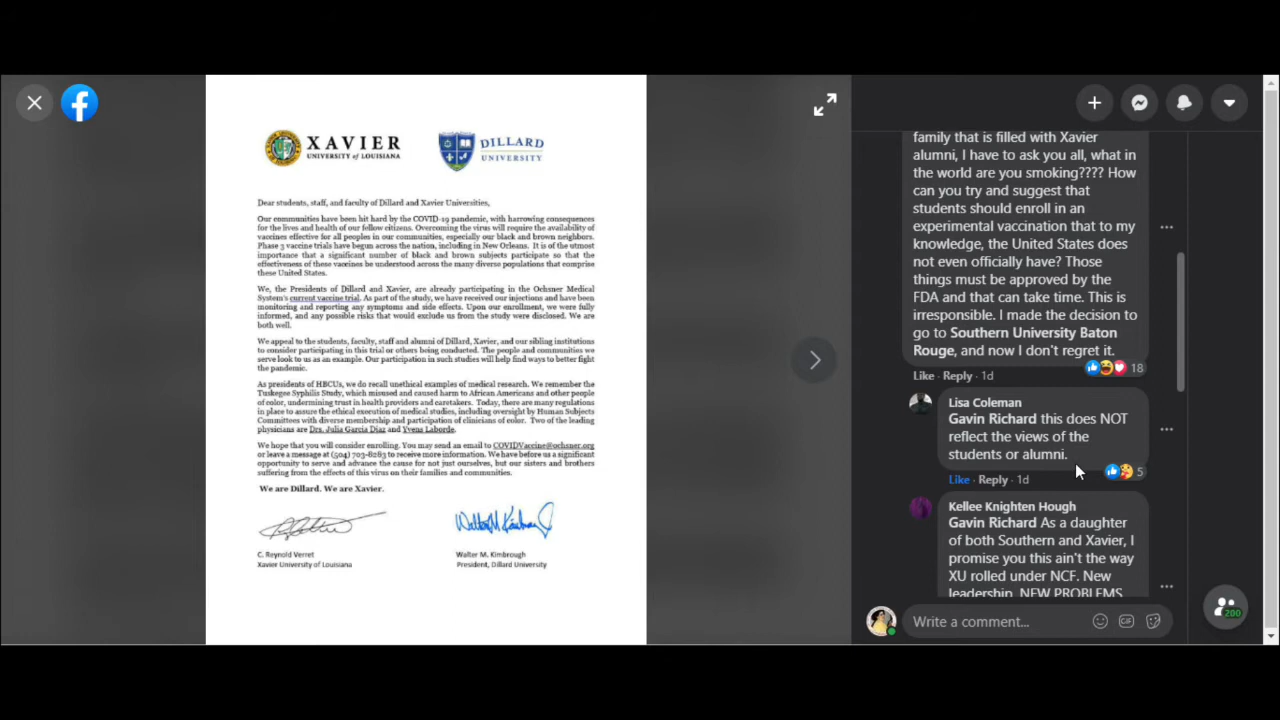 XAVIER
UNIVERSITY of LOUISIANA
DILLARD
UNIVERSITY
Dear students, staff, and faculty of Dillard and Xavier Universities,
Our communities have been hit hard by the COVID-19 pandemic, with harrowing consequences
for the lives and health of our fellow citizens. Overcoming the virus will require the availability of
vaccines effective for all peoples in our communities, especially our black and brown neighbors.
Phase 3 vaccine trials have begun across the nation, including in New Orleans. It is of the utmost
importance that a significant number of black and brown subjects participate so that the
effectiveness of these vaccines be understood across the many diverse populations that comprise
these United States.
We, the Presidents of Dillard and Xavier, are already participating in the Ochsner Medical
System's current vaccine trial. As part of the study, we have received our injections and have been
monitoring and reporting any symptoms and side effects. Upon our enrollment, we were fully
informed, and any possible risks that would exclude us from the study were disclosed. We are
both well.
We appeal to the students, faculty, staff and alumni of Dillard, Xavier, and our sibling institutions
to consider participating in this trial or others being conducted. The people and communities we
serve look to us as an example. Our participation in such studies will help find ways to better fight
the pandemic.
As presidents of HBCUs, we do recall unethical examples of medical research. We remember the
Tuskegee Syphilis Study, which misused and caused harm to African Americans and other people
of color, undermining trust in health providers and caretakers. Today, there are many regulations
in place to assure the ethical execution of medical studies, including oversight by Human Subjects
Committees with diverse membership and participation of clinicians of color. Two of the leading
physicians are Drs. Julia Garcia Diaz and Yvens Laborde.
We hope that you will consider enrolling. You may send an email to COVIDVaccine@ochsner.org
or leave a message at (504) 703-8283 to receive more information. We have before us a significant
opportunity to serve and advance the cause for not just ourselves, but our sisters and brothers
suffering from the effects of this virus on their families and communities.
We are Dillard. We are Xavier.
C. Reynold Verret
Xavier University of Louisiana
Walter M. Kimbrough
President, Dillard University
family that is filled with Xavier
alumni, I have to ask you all, what in
the world are you smoking???? How
can you try and suggest that
students should enroll in an
experimental vaccination that to my
knowledge, the United States does
not even officially have? Those
things must be approved by the
FDA and that can take time. This is
irresponsible. I made the decision to
go to Southern University Baton
Rouge, and now I don't regret it.
18
Like · Reply · 1d
Lisa Coleman
Gavin Richard this does NOT
reflect the views of the
students or alumni.
5
Like · Reply · 1d
Kellee Knighten Hough
Gavin Richard As a daughter
of both Southern and Xavier, I
promise you this ain't the way
XU rolled under NCF. New
leadership, NEW PROBLEMS
Write a comment...
GIF
200